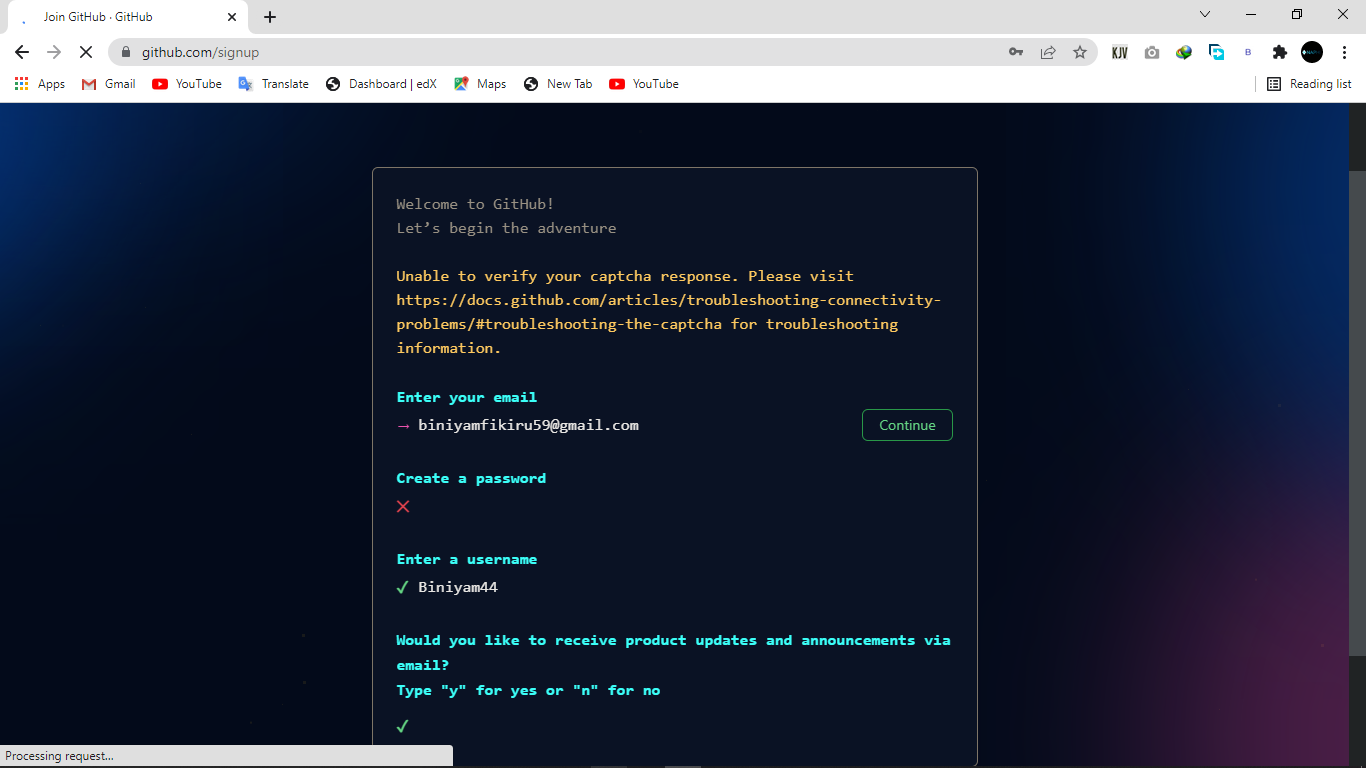 Join GitHub · GitHub
github.com/signup
KJV
B
Apps
Gmail
YouTube
Translate
Dashboard | edX
Maps
New Tab
YouTube
Reading list
Welcome to GitHub!
Let’s begin the adventure
Unable to verify your captcha response. Please visit
https://docs.github.com/articles/troubleshooting-connectivity-
problems/#troubleshooting-the-captcha for troubleshooting
information.
Enter your email
→ biniyamfikiru59@gmail.com
Continue
Create a password
Enter a username
✓ Biniyam44
Would you like to receive product updates and announcements via
email?
Type "y" for yes or "n" for no
✓
Processing request...